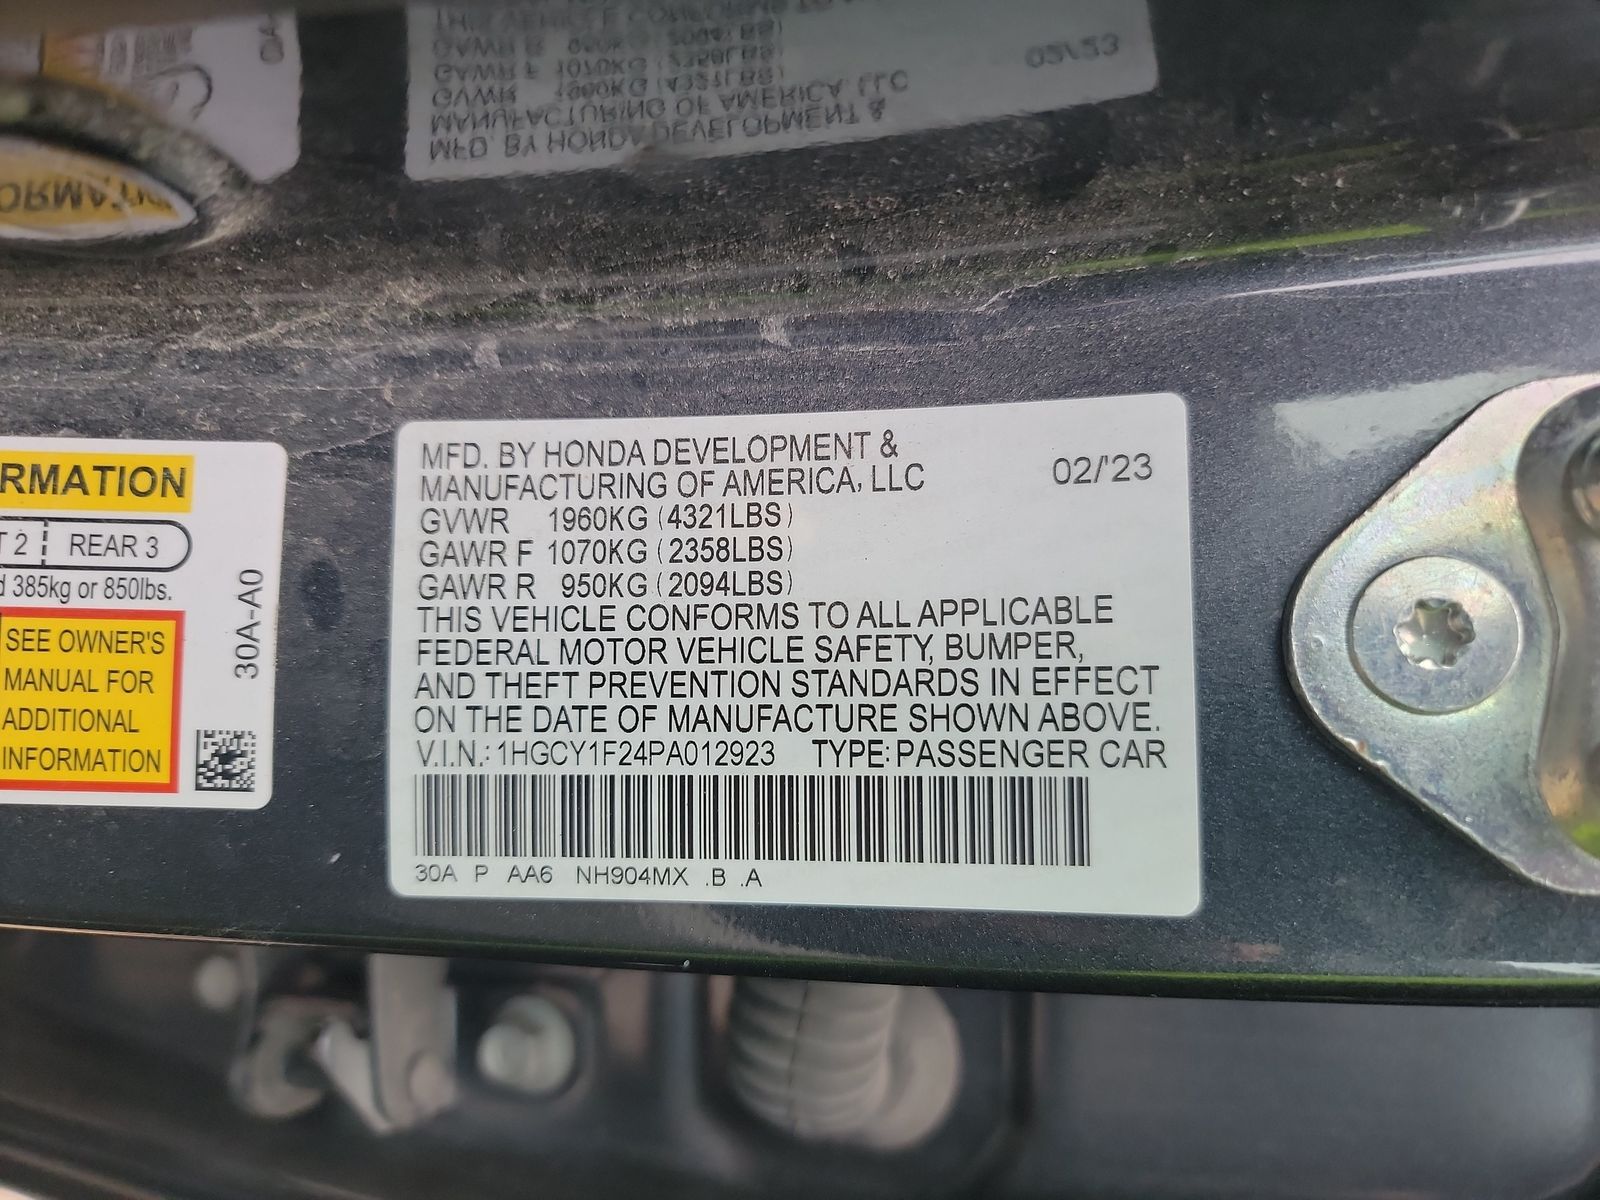 MFD. BY HONDA DEVELOPMENT &
MANUFACTURING OF AMERICA, LLC
02/'23
GVWR 1960KG (4321LBS)
GAWR F 1070KG (2358LBS)
GAWR R 950KG (2094LBS)
THIS VEHICLE CONFORMS TO ALL APPLICABLE
FEDERAL MOTOR VEHICLE SAFETY, BUMPER,
AND THEFT PREVENTION STANDARDS IN EFFECT
ON THE DATE OF MANUFACTURE SHOWN ABOVE.
V.I.N.: 1HGCY1F24PA012923 TYPE: PASSENGER CAR
30A P AA6 NH904MX .B .A
RMATION
T 2 REAR 3
d 385kg or 850lbs.
SEE OWNER'S
MANUAL FOR
ADDITIONAL
INFORMATION
30A-A0